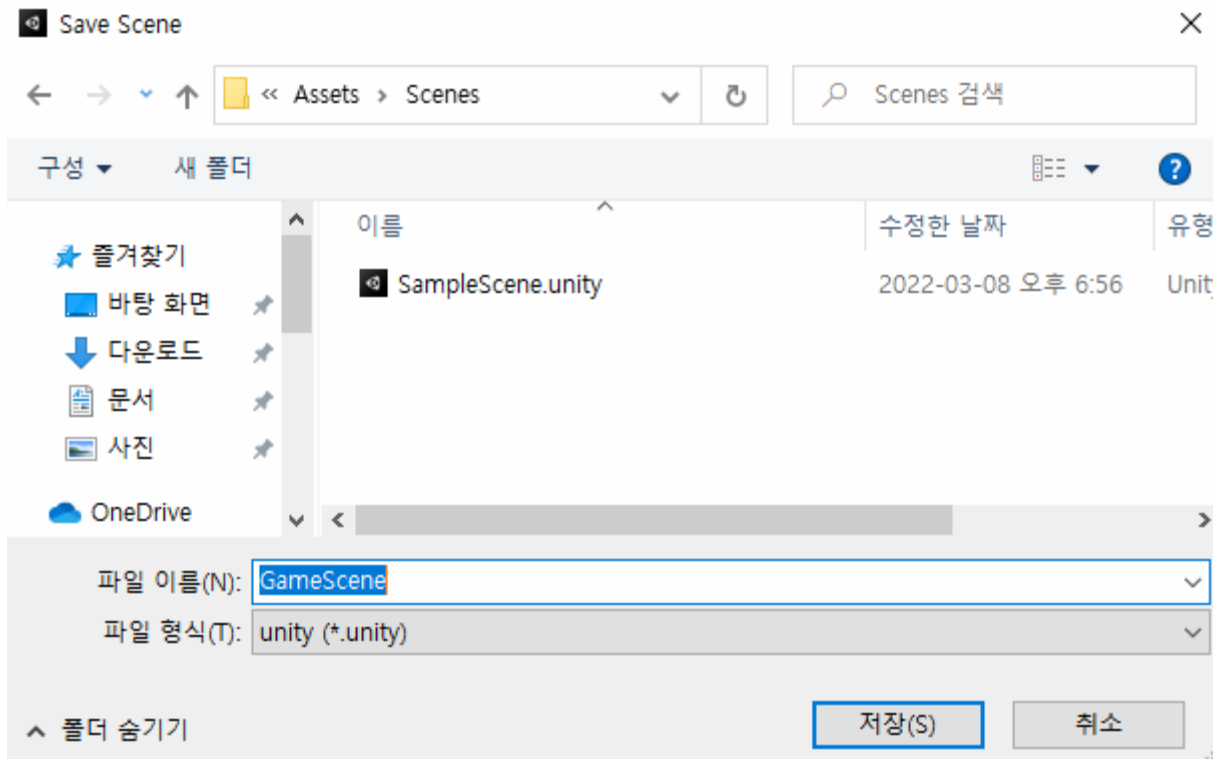 Save Scene
« Assets > Scenes
Scenes 검색
구성
새 폴더
이름
수정한 날짜
유형
즐겨찾기
SampleScene.unity
2022-03-08 오후 6:56
Unit
바탕 화면
다운로드
문서
사진
OneDrive
파일 이름(N): GameScene
파일 형식(T): unity (*.unity)
폴더 숨기기
저장(S)
취소